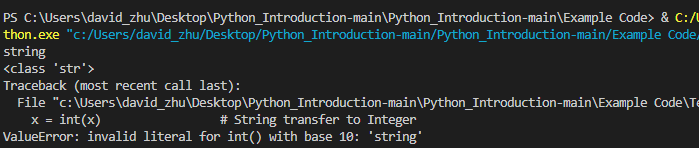 PS C:\Users\david_zhu\Desktop\Python_Introduction-main\Python_Introduction-main\Example Code> & C:/U
thon.exe "c:/Users/david_zhu/Desktop/Python_Introduction-main/Python_Introduction-main/Example Code/
string
<class 'str'>
Traceback (most recent call last):
  File "c:\Users\david_zhu\Desktop\Python_Introduction-main\Python_Introduction-main\Example Code\Te
    x = int(x)                  # String transfer to Integer
ValueError: invalid literal for int() with base 10: 'string'